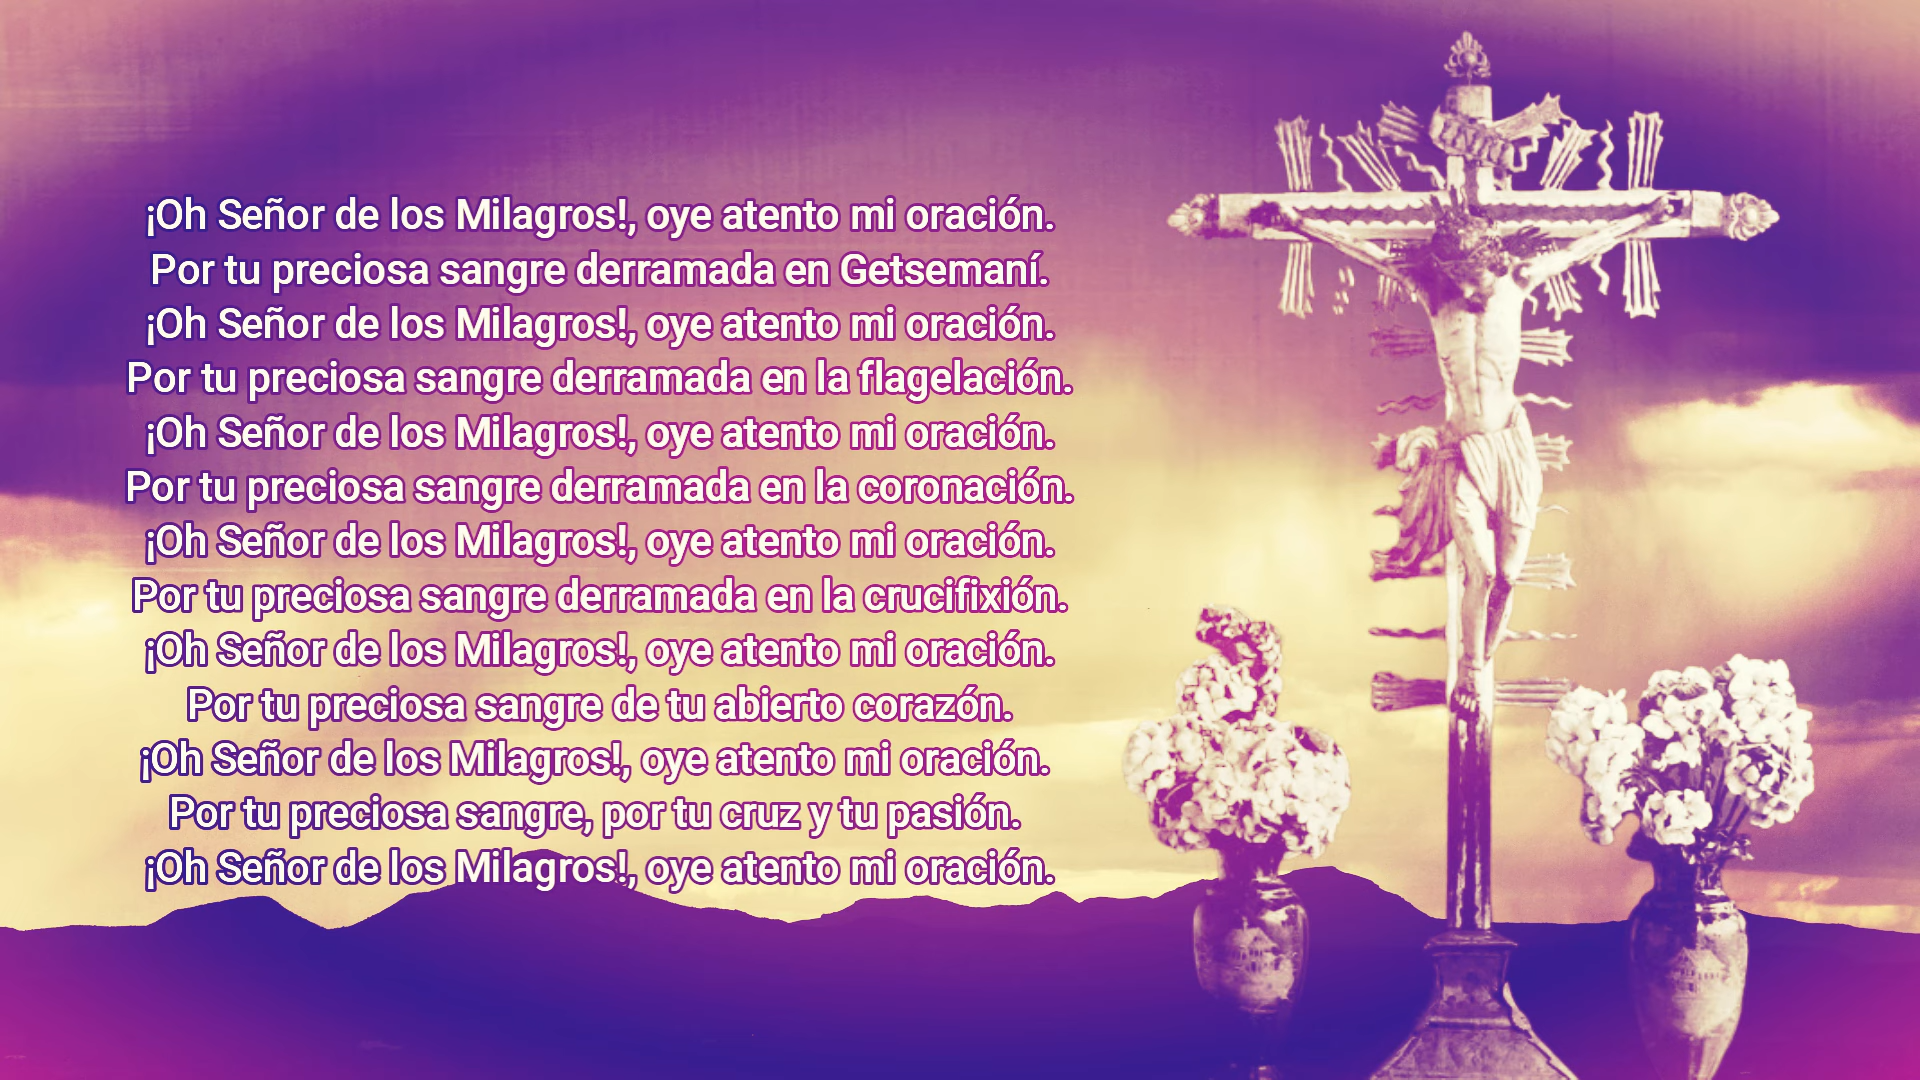 ¡Oh Señor de los Milagros!, oye atento mi oración.
Por tu preciosa sangre derramada en Getsemaní.
¡Oh Señor de los Milagros!, oye atento mi oración.
Por tu preciosa sangre derramada en la flagelación.
¡Oh Señor de los Milagros!, oye atento mi oración.
Por tu preciosa sangre derramada en la coronación.
¡Oh Señor de los Milagros!, oye atento mi oración.
Por tu preciosa sangre derramada en la crucifixión.
¡Oh Señor de los Milagros!, oye atento mi oración.
Por tu preciosa sangre de tu abierto corazón.
¡Oh Señor de los Milagros!, oye atento mi oración.
Por tu preciosa sangre, por tu cruz y tu pasión.
¡Oh Señor de los Milagros!, oye atento mi oración.